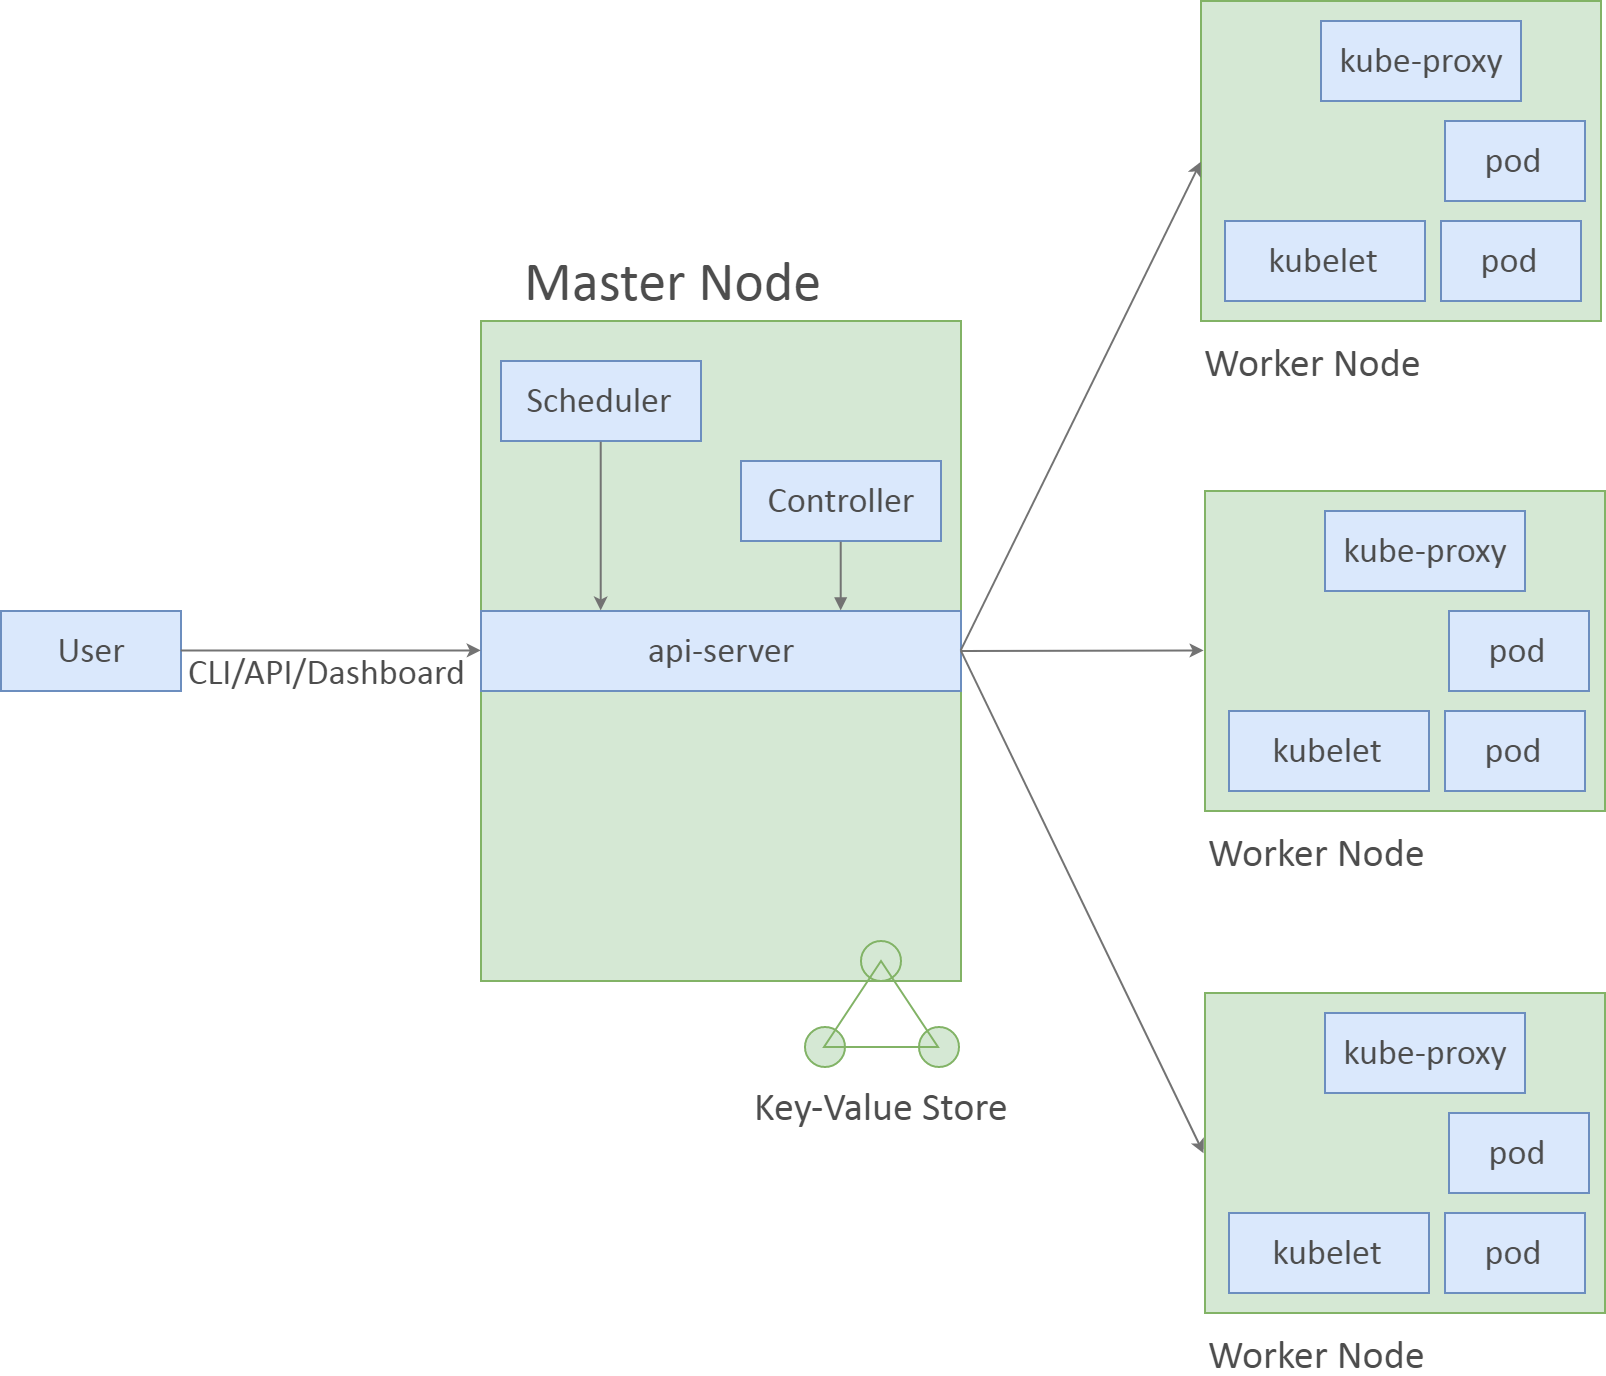 User
CLI/API/Dashboard
Master Node
Scheduler
Controller
api-server
Key-Value Store
kube-proxy
pod
kubelet
pod
Worker Node
kube-proxy
pod
kubelet
pod
Worker Node
kube-proxy
pod
kubelet
pod
Worker Node